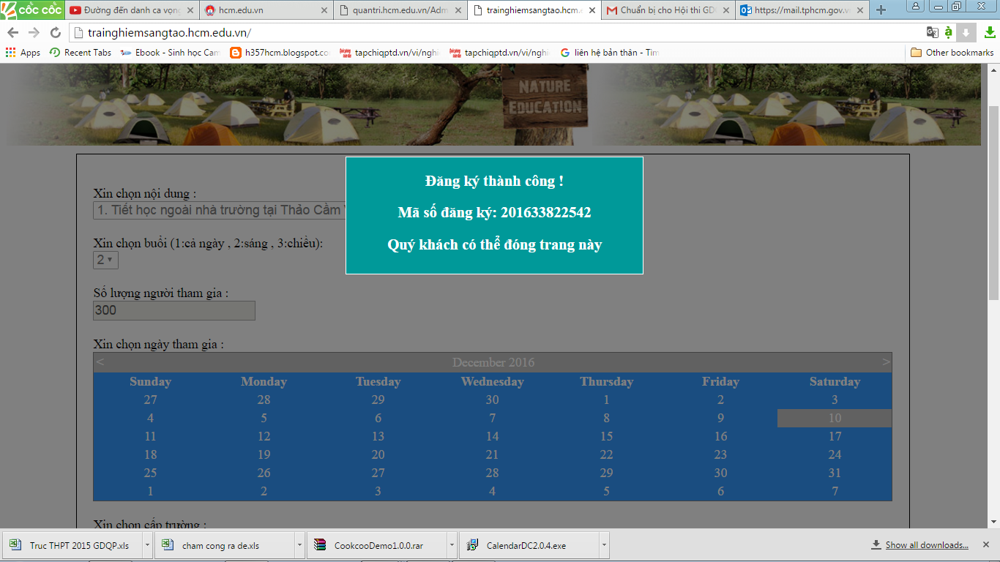 CỐC CỐC
Đường đến danh ca vọng
hcm.edu.vn
quantri.hcm.edu.vn/Adm
trainghiemsangtao.hcm.
Chuẩn bị cho Hội thi GD
https://mail.tphcm.gov.v
trainghiemsangtao.hcm.edu.vn/
Apps
Recent Tabs
Ebook - Sinh học Cam
h357hcm.blogspot.co
tapchiqptd.vn/vi/nghi
tapchiqptd.vn/vi/nghi
liên hệ bản thân - Tim
Other bookmarks
NATURE
EDUCATION
Đăng ký thành công !
Mã số đăng ký: 201633822542
Quý khách có thể đóng trang này
Xin chọn nội dung :
1. Tiết học ngoài nhà trường tại Thảo Cầm
Xin chọn buổi (1:cả ngày , 2:sáng , 3:chiều):
2
Số lượng người tham gia :
300
Xin chọn ngày tham gia :
< December 2016 >
Sunday Monday Tuesday Wednesday Thursday Friday Saturday
27 28 29 30 1 2 3
4 5 6 7 8 9 10
11 12 13 14 15 16 17
18 19 20 21 22 23 24
25 26 27 28 29 30 31
1 2 3 4 5 6 7
Xin chọn cấp trường :
Truc THPT 2015 GDQP.xls
cham cong ra de.xls
CookcooDemo1.0.0.rar
CalendarDC2.0.4.exe
Show all downloads...